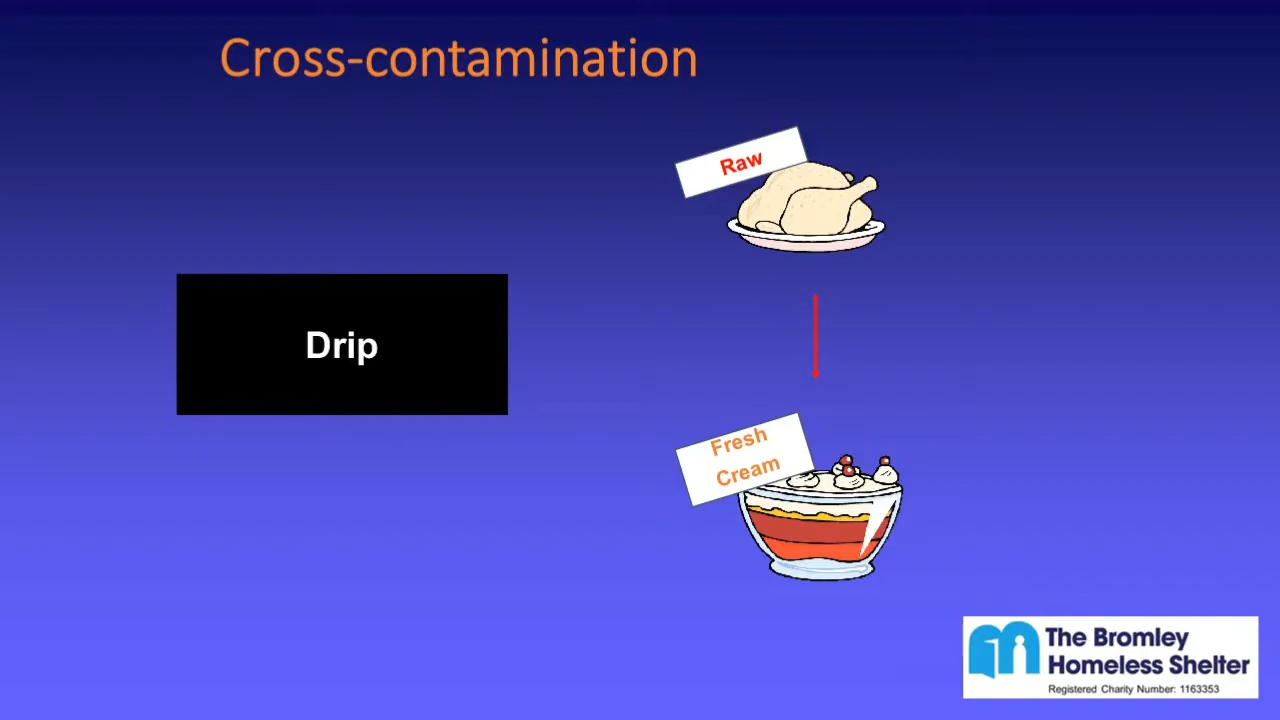 Cross-contamination
Raw
Drip
Fresh
Cream
The Bromley
Homeless Shelter
Registered Charity Number: 1163353